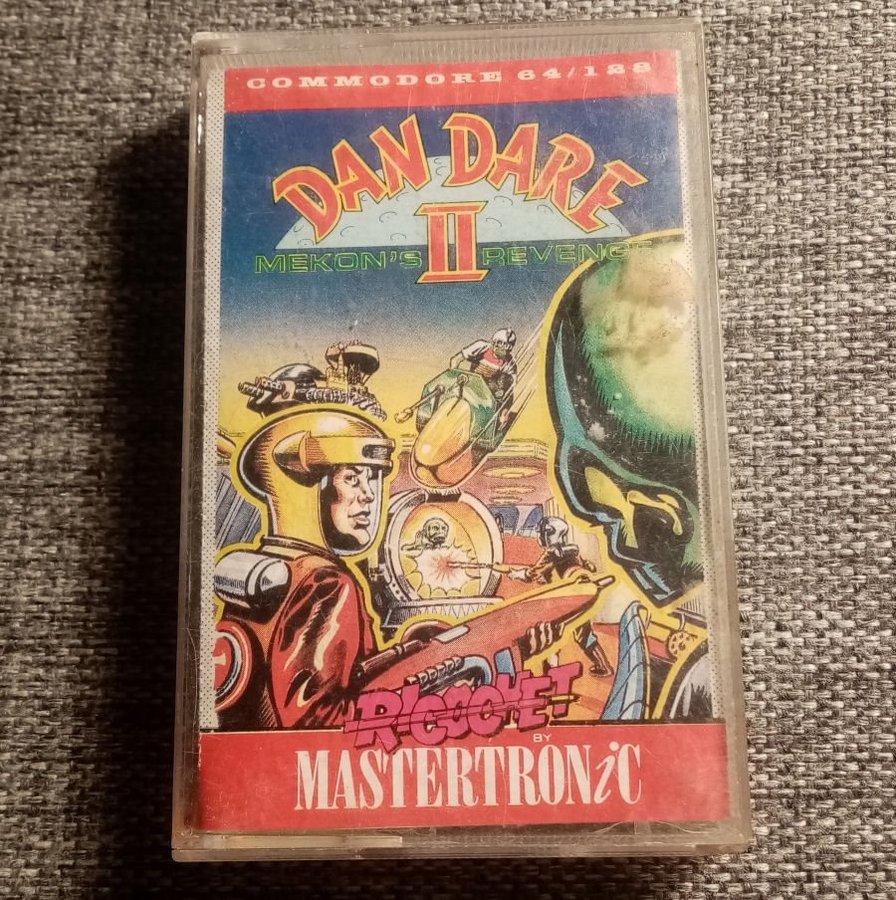 COMMODORE 64/128
DAN DARE
II
MEKON'S REVENGE
RICOCHET
BY
MASTERTRONiC